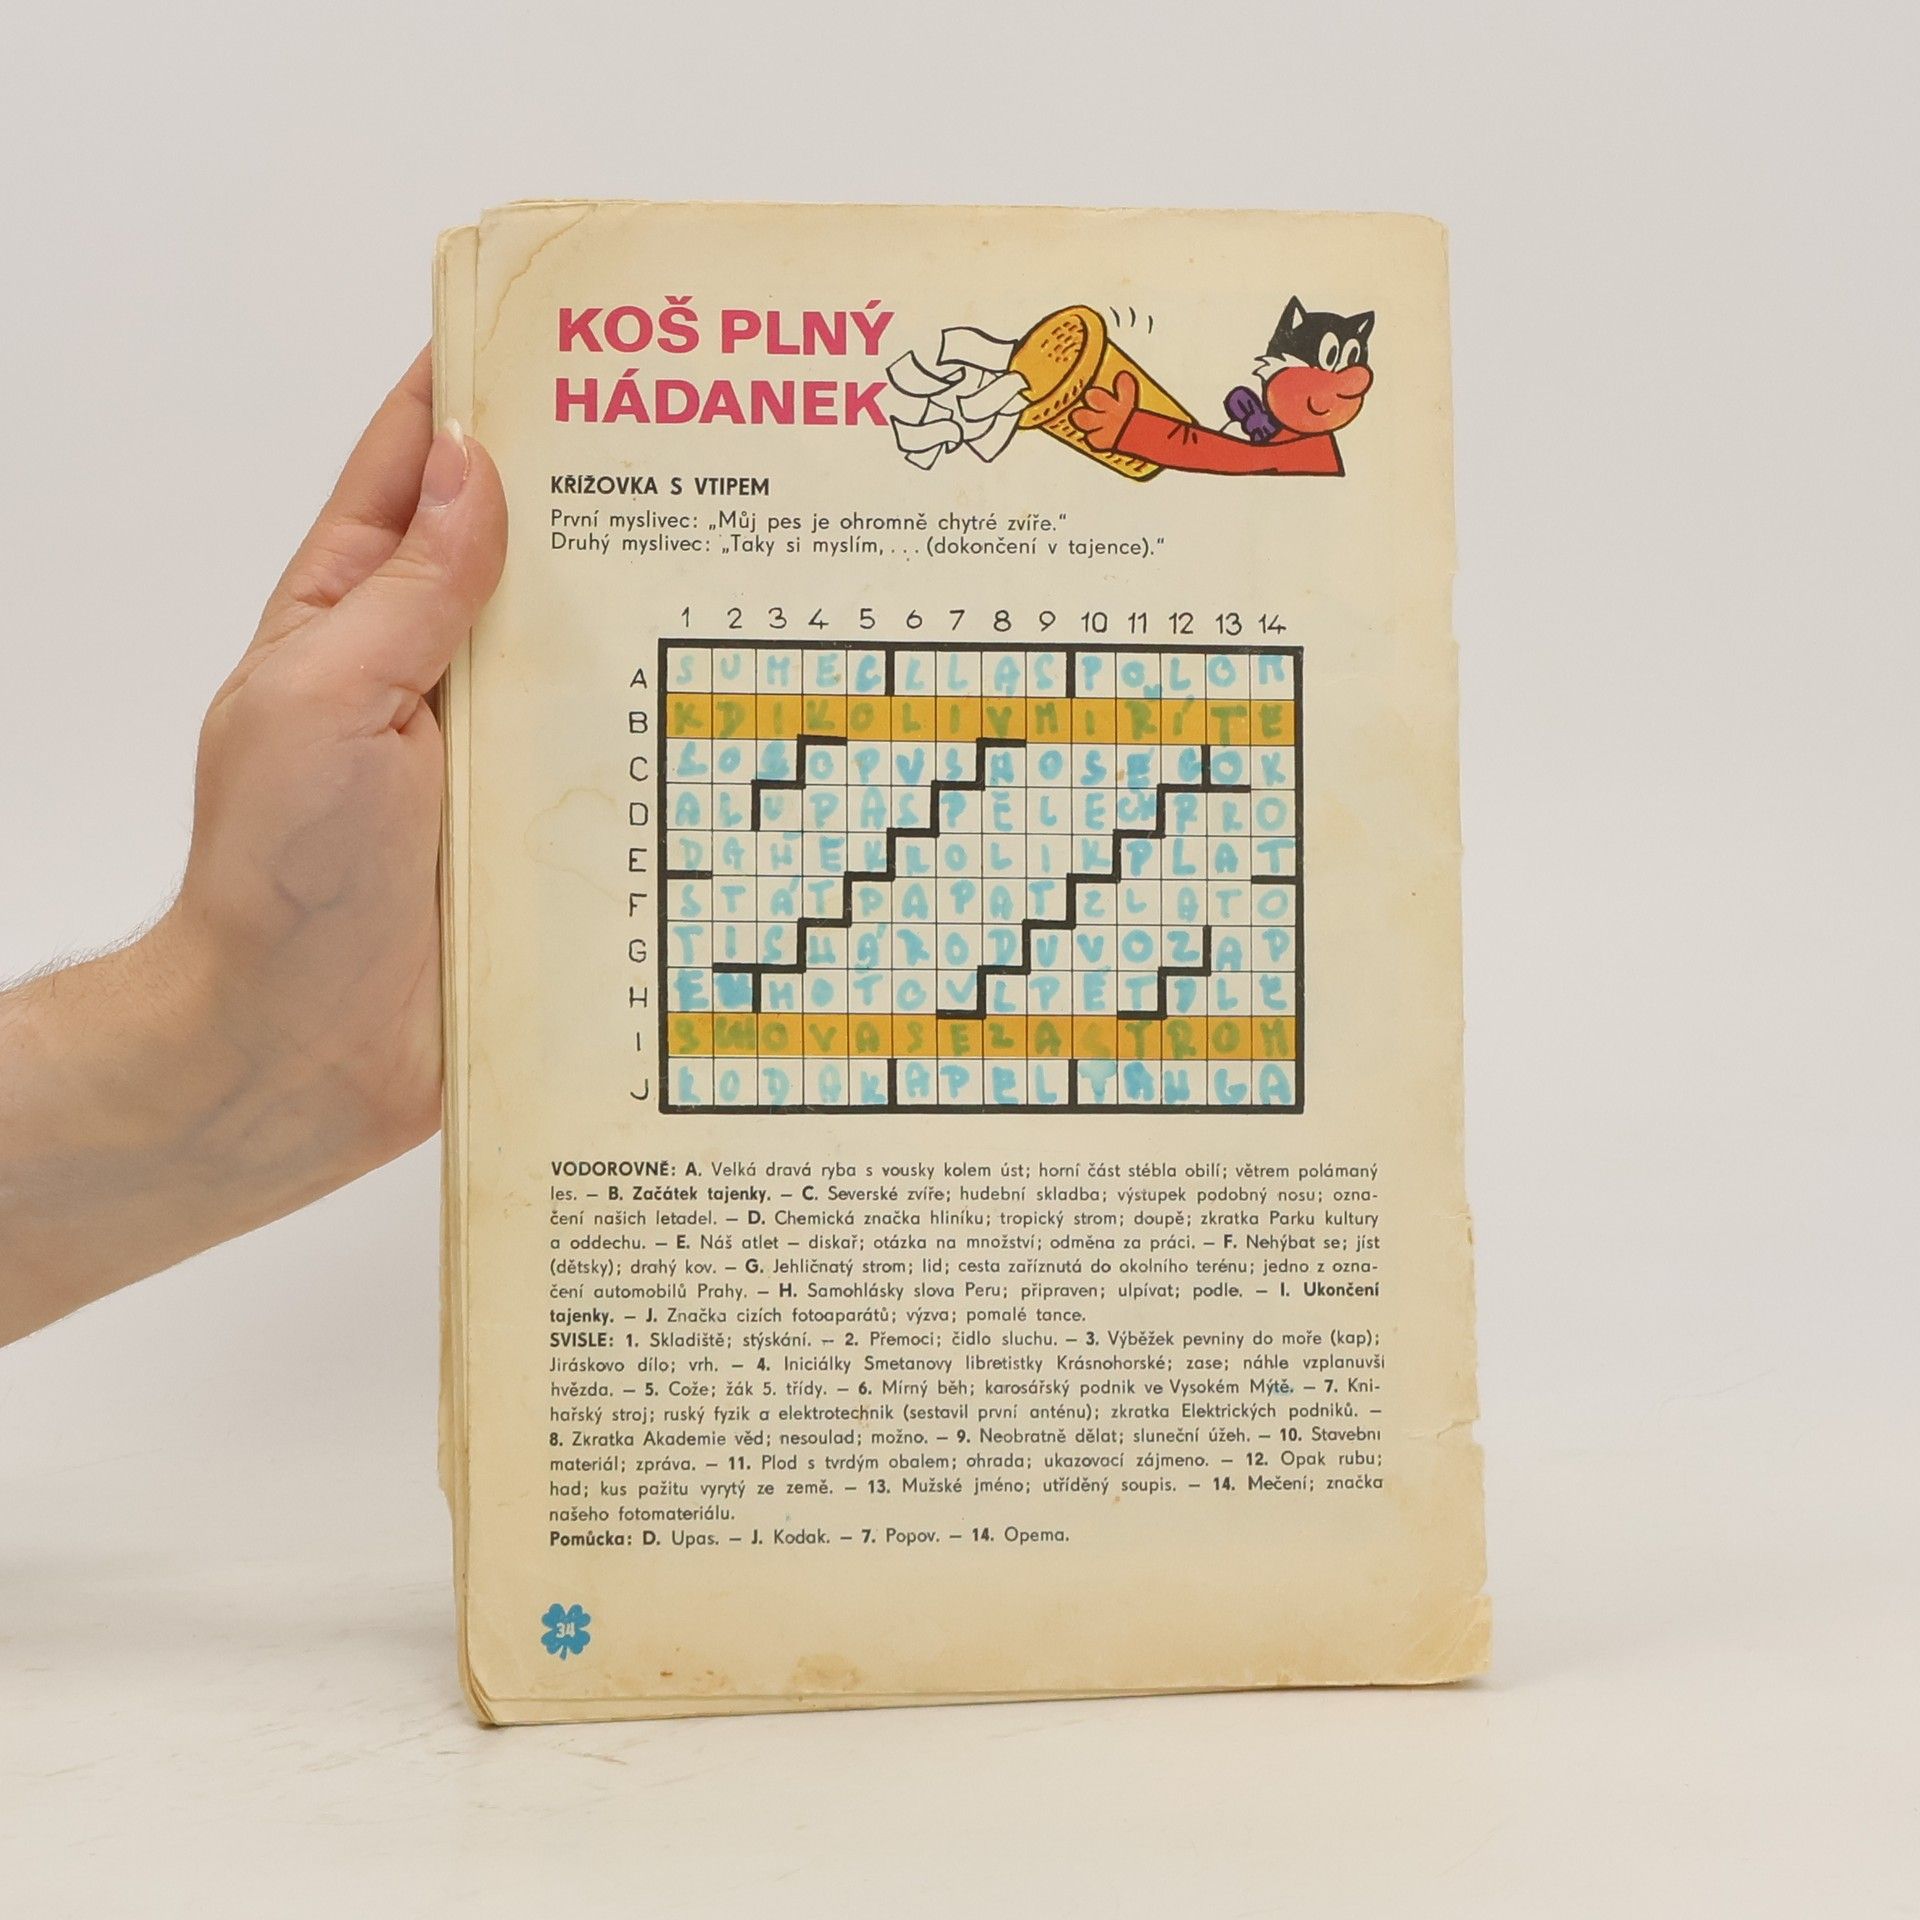 KOŠ PLNÝ
HÁDANEK
KŘÍŽOVKA S VTIPEM
První myslivec: „Můj pes je ohromně chytré zvíře.“
Druhý myslivec: „Taky si myslím, . . . (dokončení v tajence).“
1 2 3 4 5 6 7 8 9 10 11 12 13 14
A S U M E C K L A S P O L O M
B K D I K O L I V M I Ř Í T E
C L O S O P U S N O S E C O K
D A L U P A S P Ě L E CH P K O
E D A N Ě K K O L I K P L A T
F S T Á T P A P A T Z L A T O
G T I S N Á R O D Ú V O Z A P
H E U H O T O V L P Ě T D L E
I S CH O V Á S E Z A S T R O M
J K O D A K A P E L T A N G A
VODOROVNĚ: A. Velká dravá ryba s vousky kolem úst; horní část stébla obilí; větrem polámaný
les. – B. Začátek tajenky. – C. Severské zvíře; hudební skladba; výstupek podobný nosu; ozna-
čení našich letadel. – D. Chemická značka hliníku; tropický strom; doupě; zkratka Parku kultury
a oddechu. – E. Náš atlet – diskař; otázka na množství; odměna za práci. – F. Nehýbat se; jíst
(dětsky); drahý kov. – G. Jehličnatý strom; lid; cesta zaříznutá do okolního terénu; jedno z ozna-
čení automobilů Prahy. – H. Samohlásky slova Peru; připraven; ulpívat; podle. – I. Ukončení
tajenky. – J. Značka cizích fotoaparátů; výzva; pomalé tance.
SVISLE: 1. Skladiště; stýskání. – 2. Přemoci; čidlo sluchu. – 3. Výběžek pevniny do moře (kap);
Jiráskovo dílo; vrh. – 4. Iniciálky Smetanovy libretistky Krásnohorské; zase; náhle vzplanuvši
hvězda. – 5. Cože; žák 5. třídy. – 6. Mírný běh; karosářský podnik ve Vysokém Mýtě. – 7. Kni-
hařský stroj; ruský fyzik a elektrotechnik (sestavil první anténu); zkratka Elektrických podniků. –
8. Zkratka Akademie věd; nesoulad; možno. – 9. Neobratně dělat; sluneční úžeh. – 10. Stavební
materiál; zpráva. – 11. Plod s tvrdým obalem; ohrada; ukazovací zájmeno. – 12. Opak rubu;
had; kus pažitu vyrytý ze země. – 13. Mužské jméno; utříděný soupis. – 14. Mečení; značka
našeho fotomateriálu.
Pomůcka: D. Upas. – J. Kodak. – 7. Popov. – 14. Opema.
34